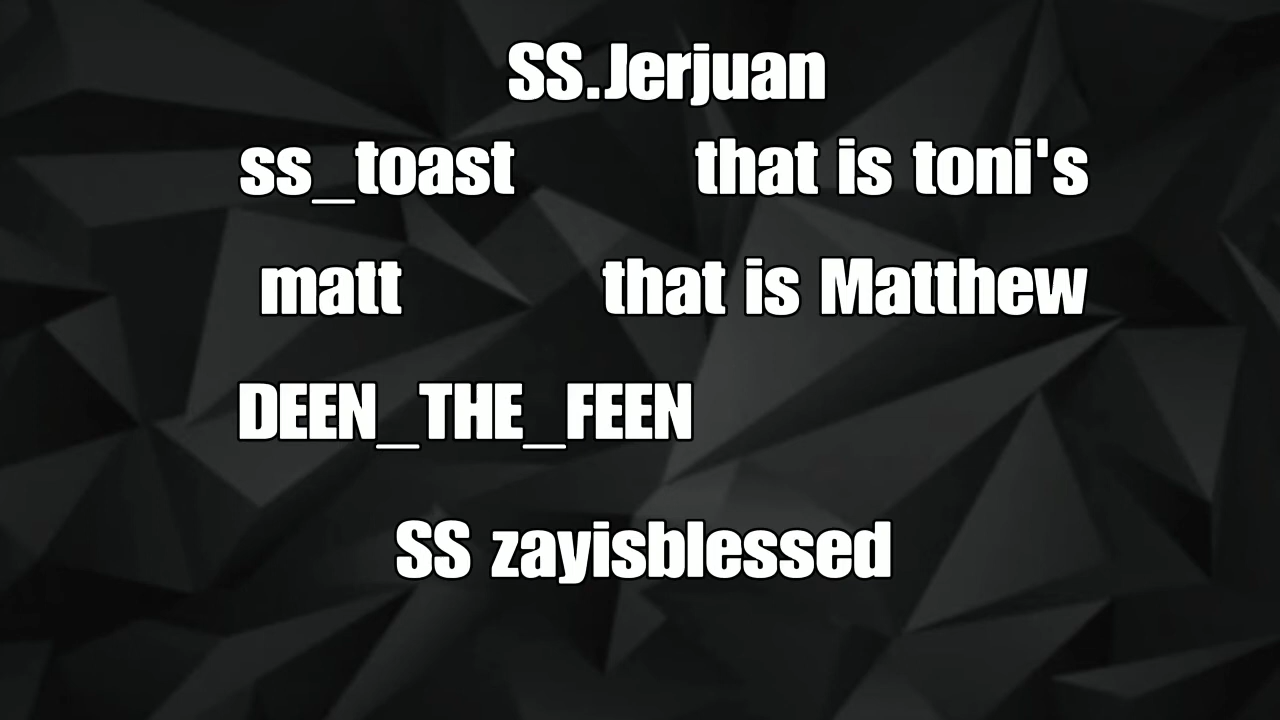 SS.Jerjuan
ss_toast that is toni's
matt that is Matthew
DEEN_THE_FEEN
SS zayisblessed